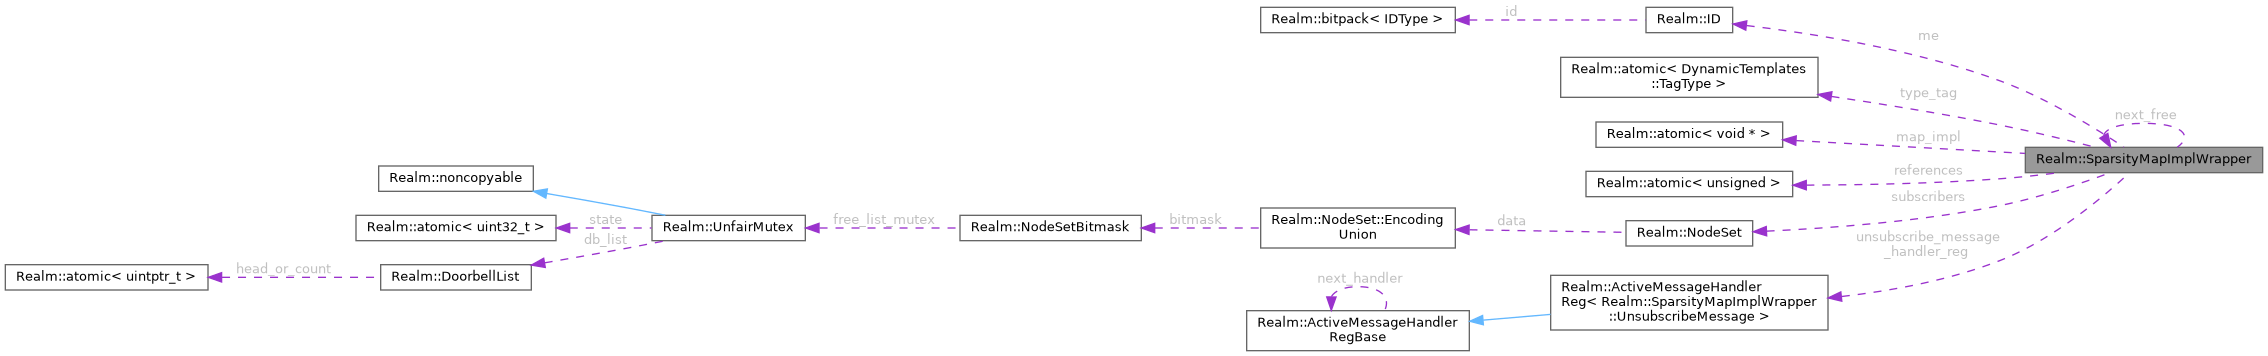 Realm::bitpack< IDType >
id
Realm::ID
me
Realm::atomic< DynamicTemplates
::TagType >
type_tag
next_free
Realm::atomic< void * >
map_impl
Realm::SparsityMapImplWrapper
Realm::noncopyable
Realm::atomic< unsigned >
references
subscribers
Realm::atomic< uint32_t >
state
Realm::UnfairMutex
free_list_mutex
Realm::NodeSetBitmask
bitmask
Realm::NodeSet::Encoding
Union
data
Realm::NodeSet
db_list
unsubscribe_message
_handler_reg
Realm::atomic< uintptr_t >
head_or_count
Realm::DoorbellList
next_handler
Realm::ActiveMessageHandler
RegBase
Realm::ActiveMessageHandler
Reg< Realm::SparsityMapImplWrapper
::UnsubscribeMessage >